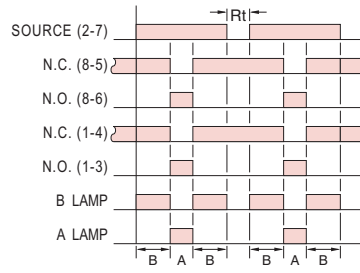 Rt
SOURCE (2-7)
N.C. (8-5)
N.O. (8-6)
N.C. (1-4)
N.O. (1-3)
B LAMP
A LAMP
B A B B A B